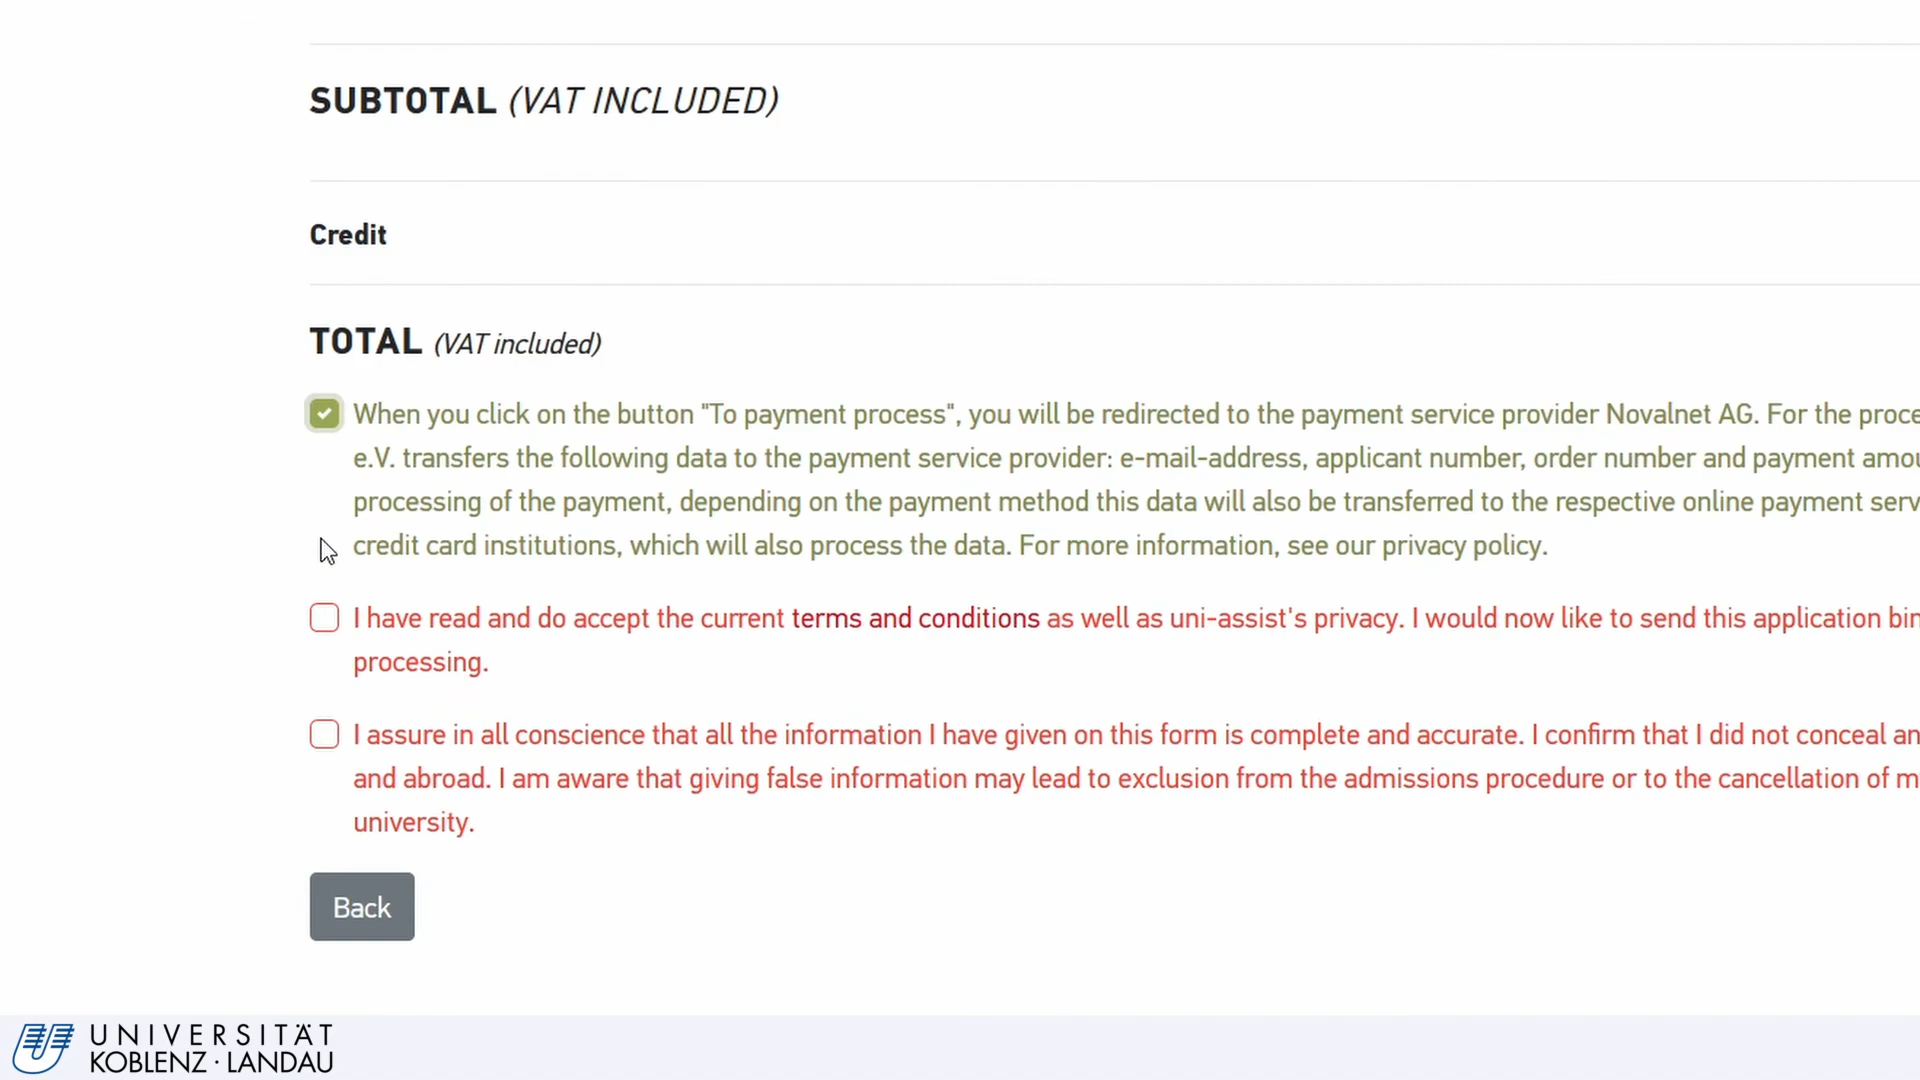 SUBTOTAL (VAT INCLUDED)
Credit
TOTAL (VAT included)
When you click on the button "To payment process", you will be redirected to the payment service provider Novalnet AG. For the
e.V. transfers the following data to the payment service provider: e-mail-address, applicant number, order number and payment
processing of the payment, depending on the payment method this data will also be transferred to the respective online payment
credit card institutions, which will also process the data. For more information, see our privacy policy.
I have read and do accept the current terms and conditions as well as uni-assist's privacy. I would now like to send this application
processing.
I assure in all conscience that all the information I have given on this form is complete and accurate. I confirm that I did not conceal
and abroad. I am aware that giving false information may lead to exclusion from the admissions procedure or to the cancellation of
university.
Back
UNIVERSITÄT
KOBLENZ · LANDAU